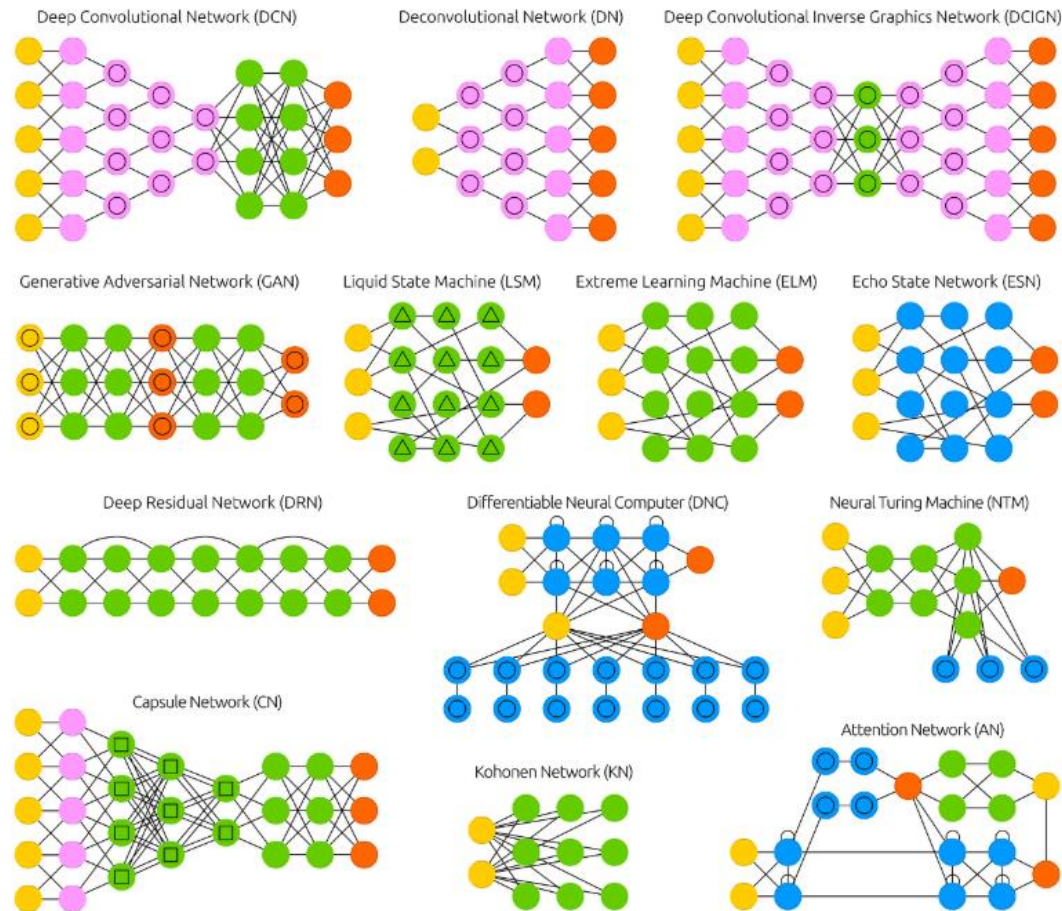 Deep Convolutional Network (DCN)
Deconvolutional Network (DN)
Deep Convolutional Inverse Graphics Network (DCIGN)
Generative Adversarial Network (GAN)
Liquid State Machine (LSM)
Extreme Learning Machine (ELM)
Echo State Network (ESN)
Deep Residual Network (DRN)
Differentiable Neural Computer (DNC)
Neural Turing Machine (NTM)
Capsule Network (CN)
Kohonen Network (KN)
Attention Network (AN)